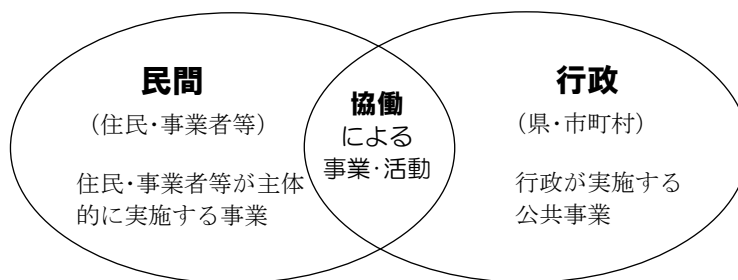 民間
(住民･事業者等)
住民･事業者等が主体
的に実施する事業
協働
による
事業･活動
行政
(県･市町村)
行政が実施する
公共事業